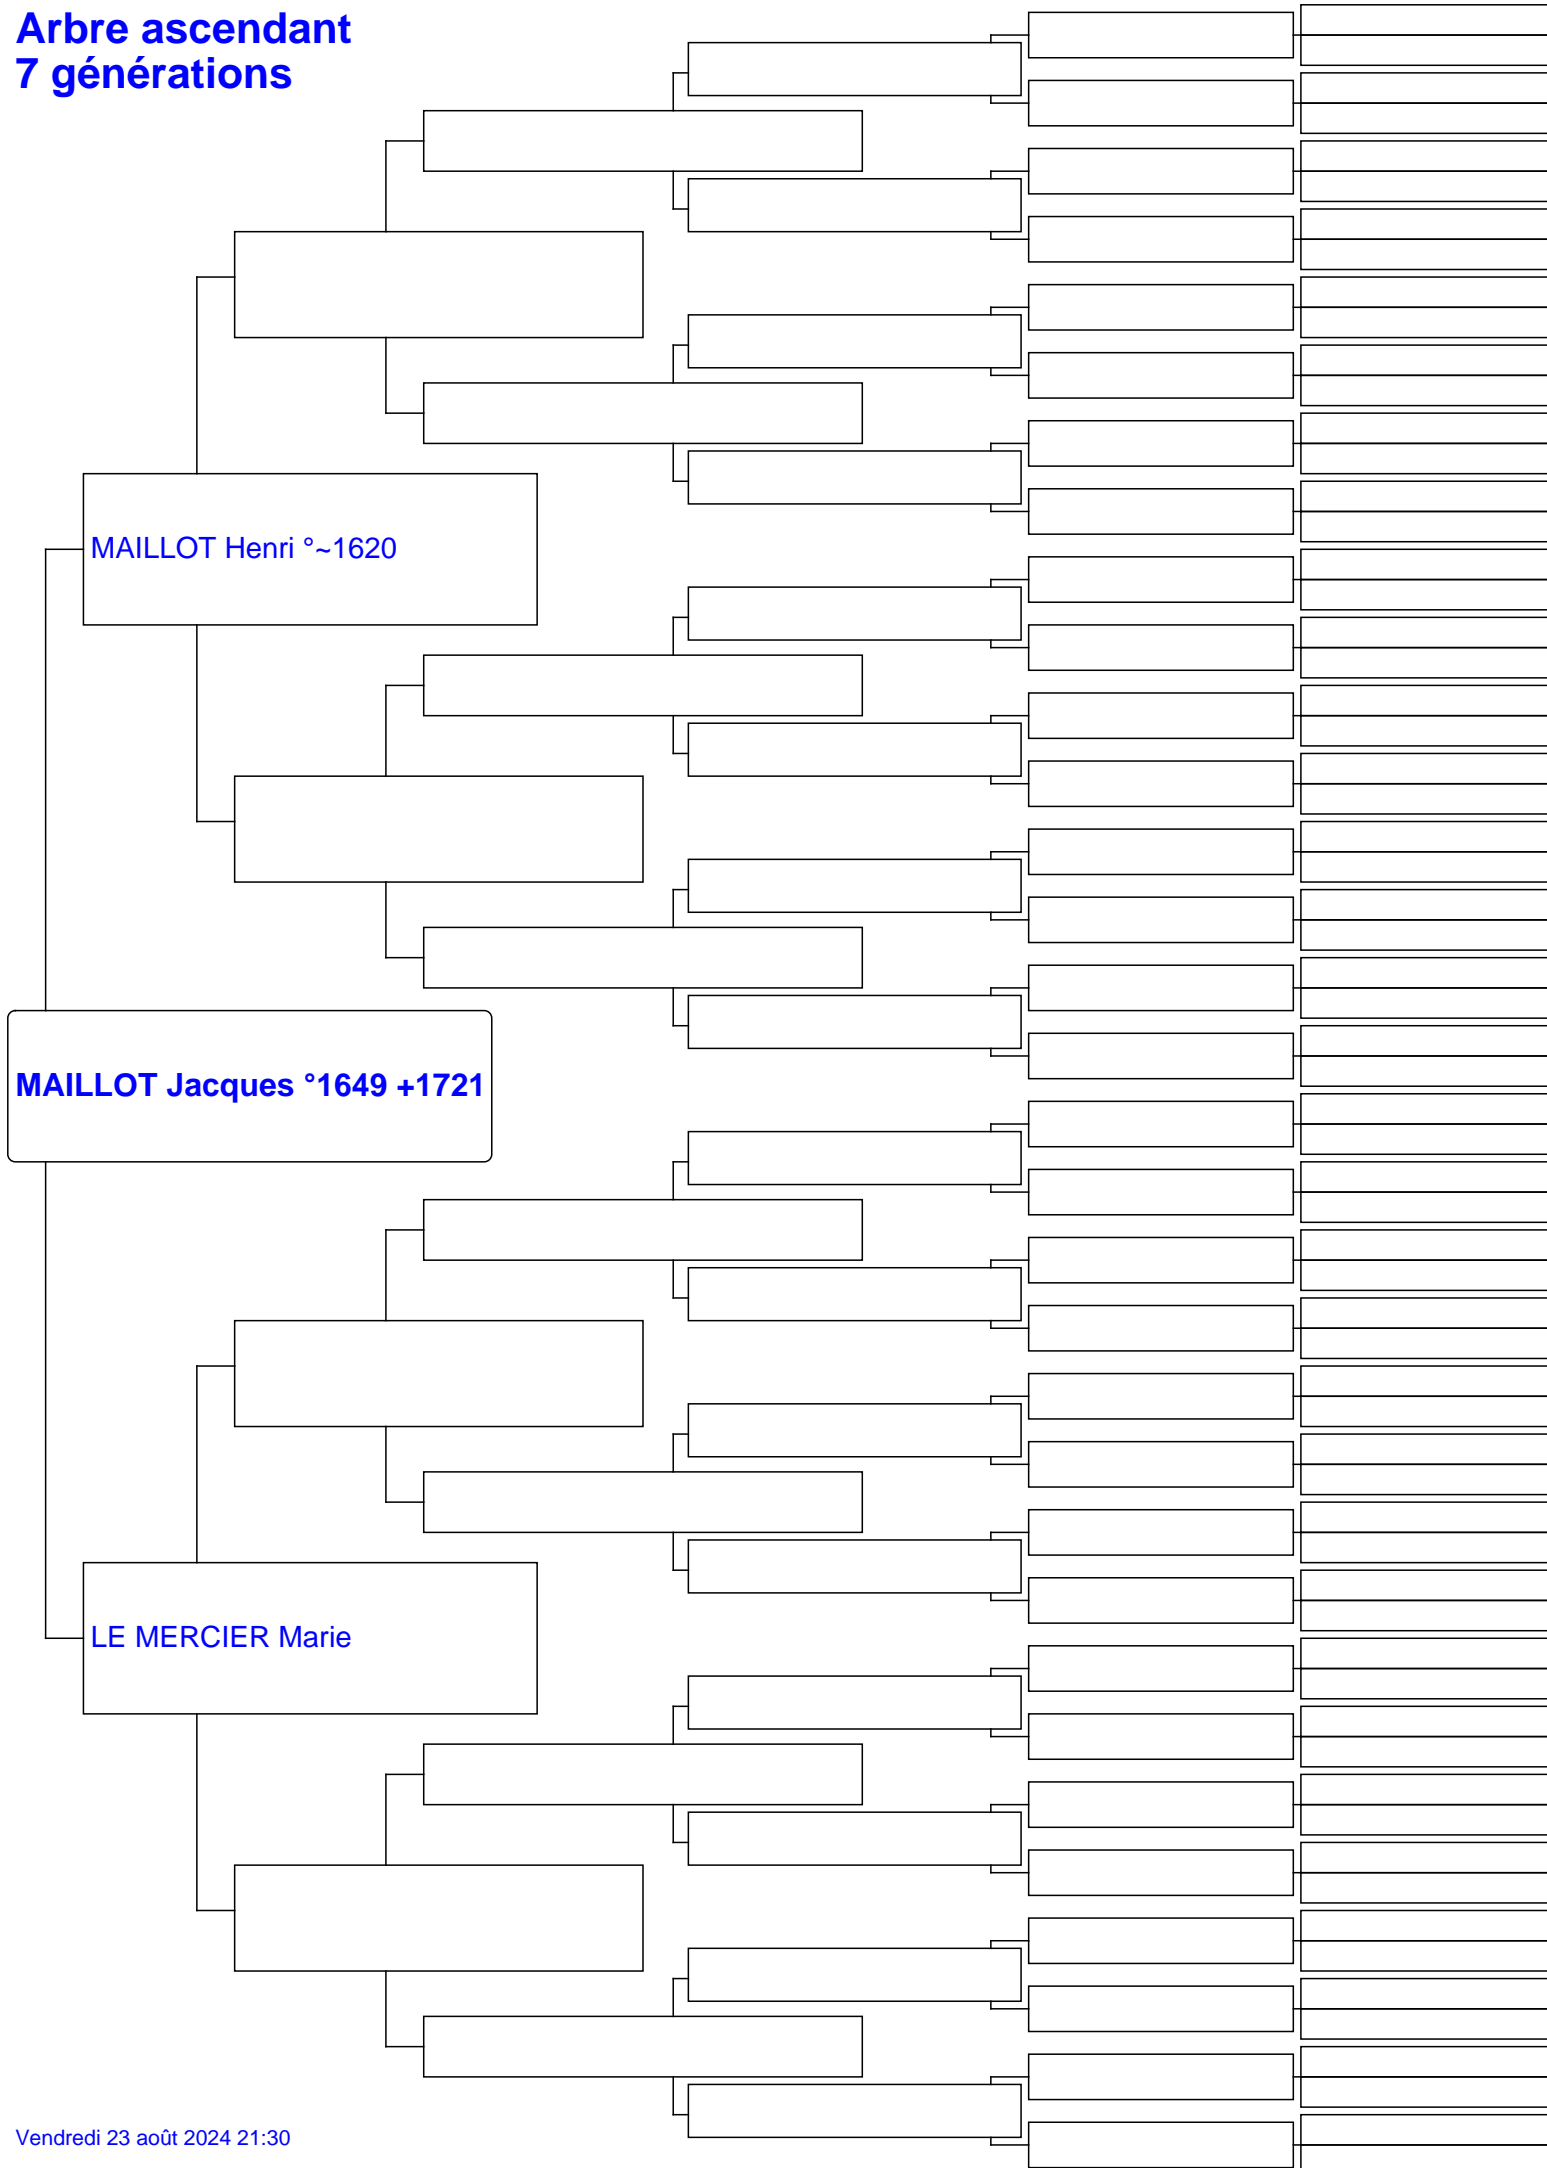 Arbre ascendant
7 générations
MAILLOT Henri °~1620
MAILLOT Jacques °1649 +1721
LE MERCIER Marie
Vendredi 23 août 2024 21:30